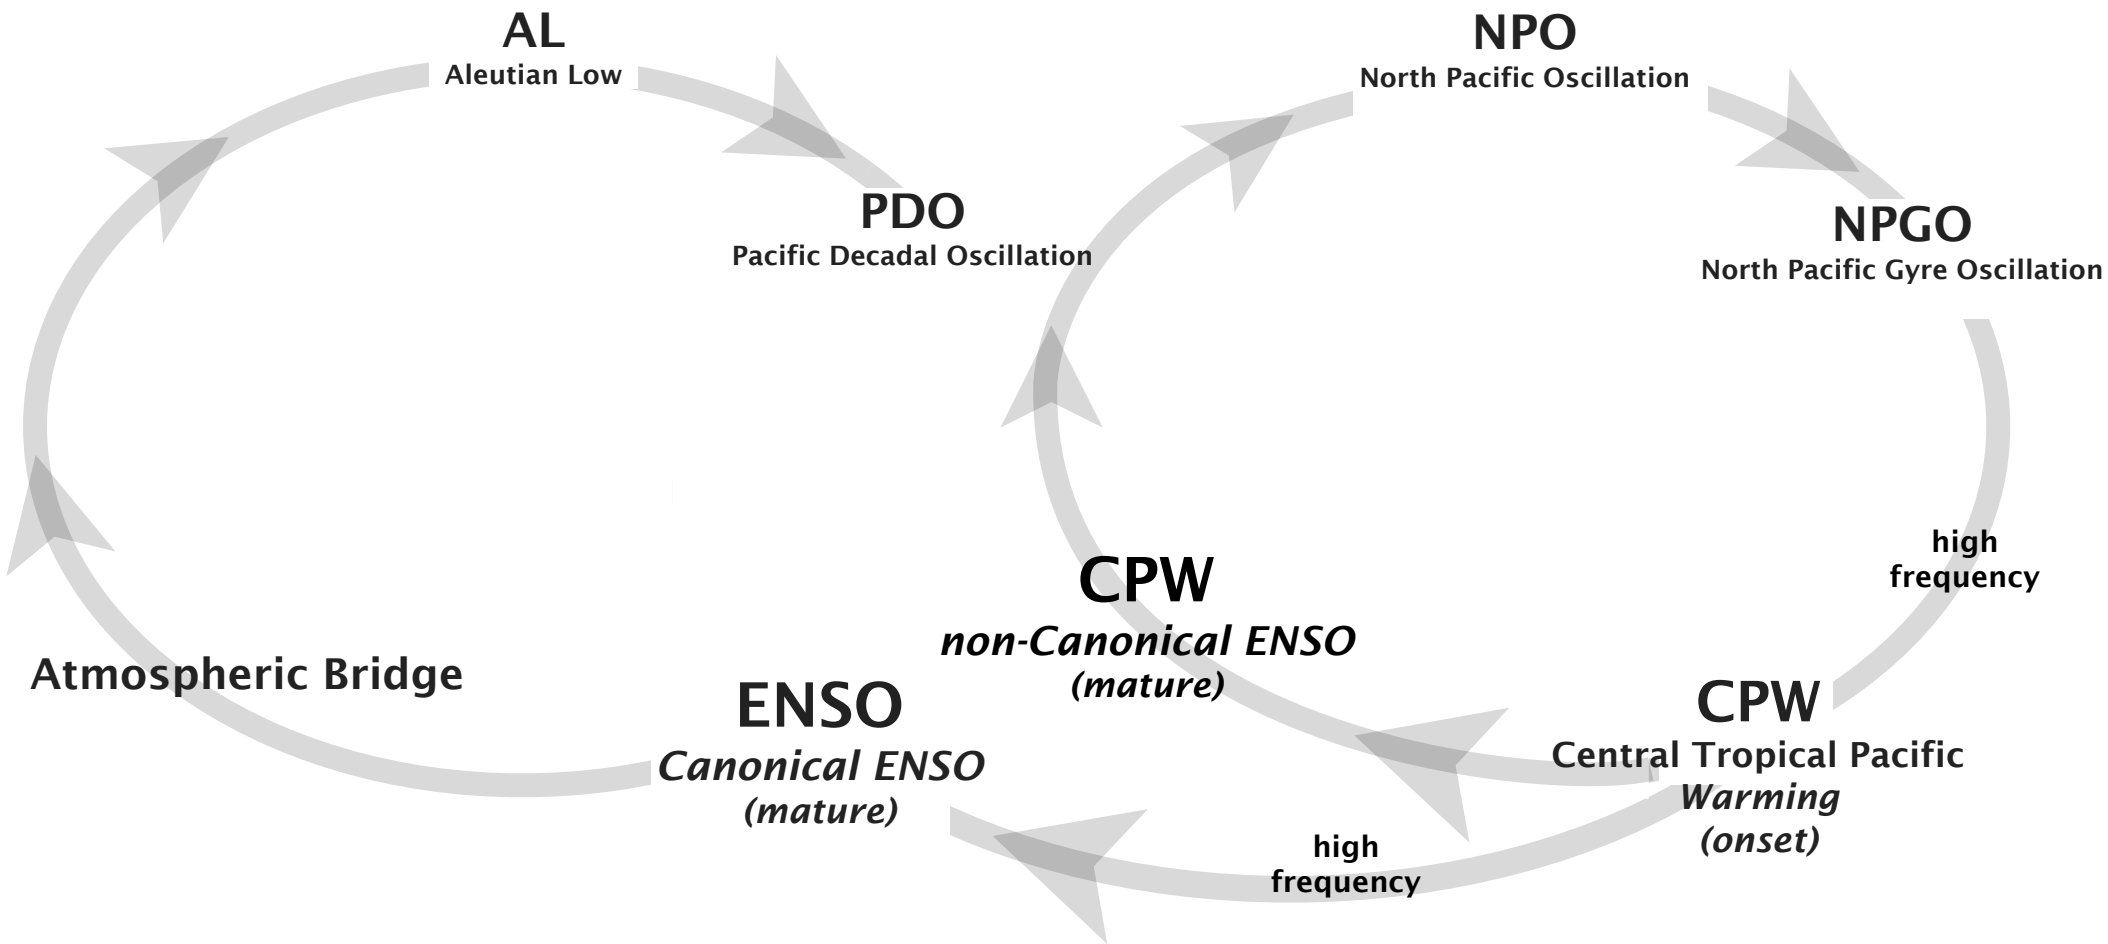 AL
Aleutian Low
NPO
North Pacific Oscillation
PDO
Pacific Decadal Oscillation
NPGO
North Pacific Gyre Oscillation
high
frequency
CPW
non-Canonical ENSO
(mature)
Atmospheric Bridge
ENSO
Canonical ENSO
(mature)
CPW
Central Tropical Pacific
Warming
(onset)
high
frequency